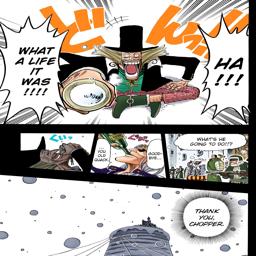 WHAT
A LIFE
IT
WAS
!!!!
HA
!!!
YOU
OLD
QUACK.
GOOD-
BYE...
WHAT'S HE
GOING TO DO!?
THANK
YOU,
CHOPPER.